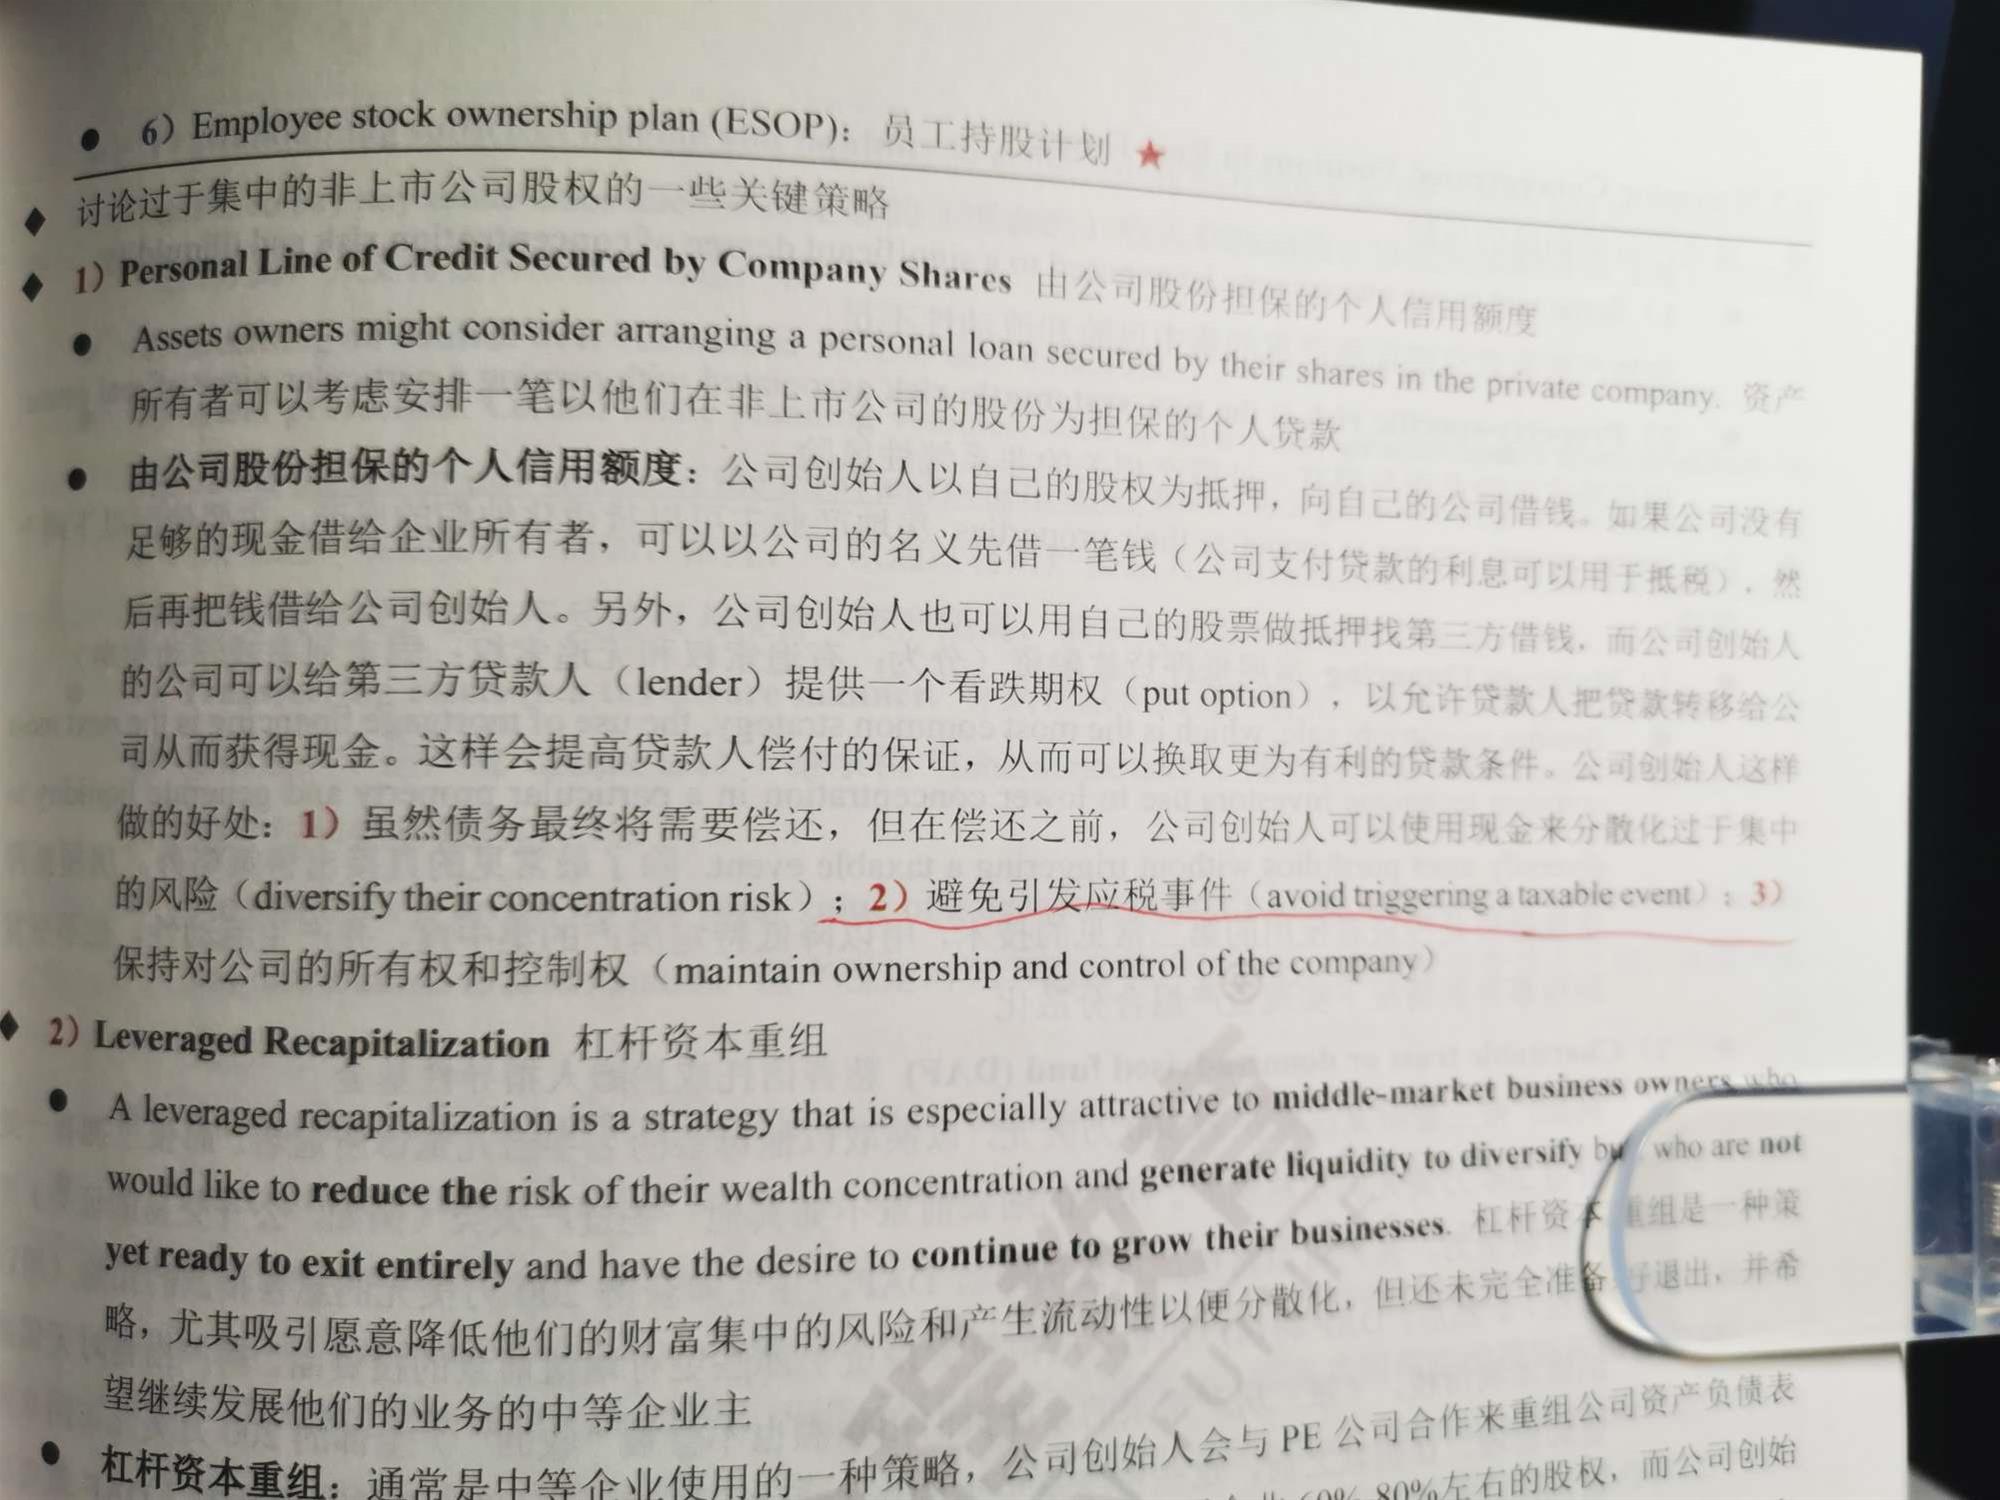 ● 6）Employee stock ownership plan (ESOP)：员工持股计划 ★
◆ 讨论过于集中的非上市公司股权的一些关键策略
◆ 1）Personal Line of Credit Secured by Company Shares 由公司股份担保的个人信用额度
● Assets owners might consider arranging a personal loan secured by their shares in the private company. 资产
所有者可以考虑安排一笔以他们在非上市公司的股份为担保的个人贷款
● 由公司股份担保的个人信用额度：公司创始人以自己的股权为抵押，向自己的公司借钱。如果公司没有
足够的现金借给企业所有者，可以以公司的名义先借一笔钱（公司支付贷款的利息可以用于抵税），然
后再把钱借给公司创始人。另外，公司创始人也可以用自己的股票做抵押找第三方借钱，而公司创始人
的公司可以给第三方贷款人（lender）提供一个看跌期权（put option），以允许贷款人把贷款转移给公
司从而获得现金。这样会提高贷款人偿付的保证，从而可以换取更为有利的贷款条件。公司创始人这样
做的好处：1）虽然债务最终将需要偿还，但在偿还之前，公司创始人可以使用现金来分散化过于集中
的风险（diversify their concentration risk）；2）避免引发应税事件（avoid triggering a taxable event）；3）
保持对公司的所有权和控制权（maintain ownership and control of the company）
◆ 2）Leveraged Recapitalization 杠杆资本重组
● A leveraged recapitalization is a strategy that is especially attractive to middle-market business owners who
would like to reduce the risk of their wealth concentration and generate liquidity to diversify but who are not
yet ready to exit entirely and have the desire to continue to grow their businesses. 杠杆资本重组是一种策
略，尤其吸引愿意降低他们的财富集中的风险和产生流动性以便分散化，但还未完全准备好退出，并希
望继续发展他们的业务的中等企业主
● 杠杆资本重组：通常是中等企业使用的一种策略，公司创始人会与 PE 公司合作来重组公司资产负债表
60%-80%左右的股权，而公司创始